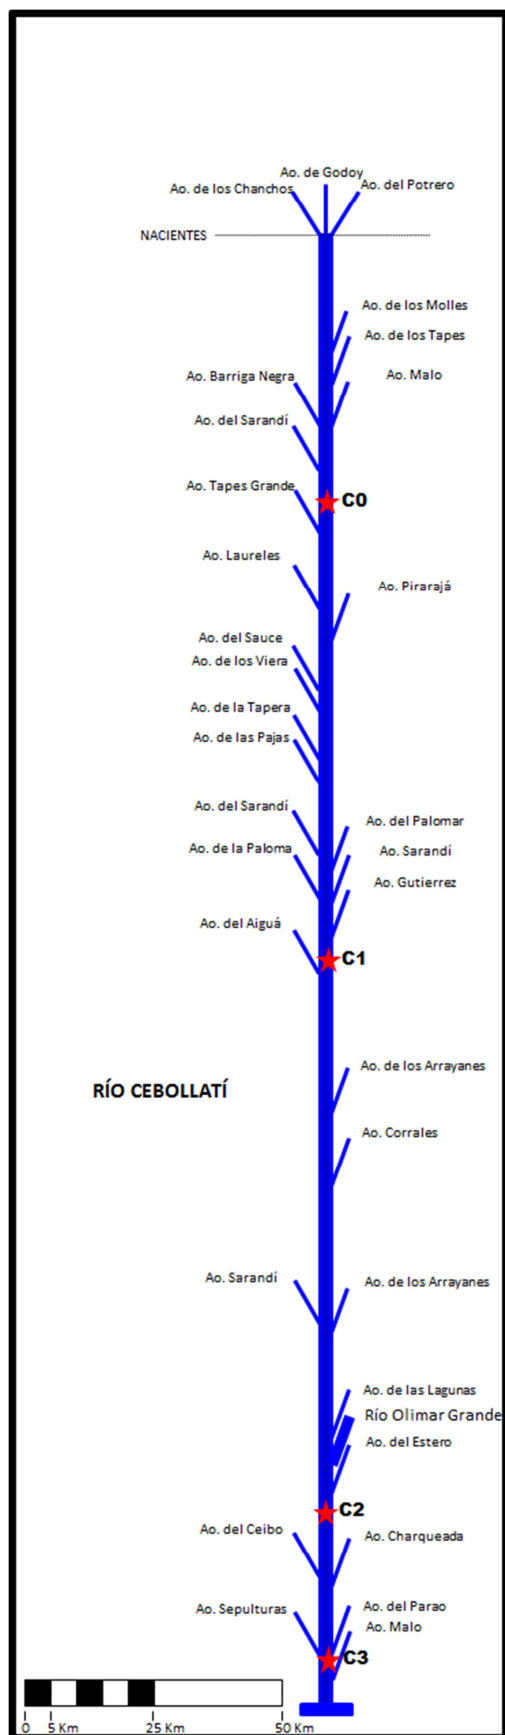 Ao. de Godoy
Ao. de los Chanchos
Ao. del Potrero
NACIENTES
Ao. de los Molles
Ao. de los Tapes
Ao. Barriga Negra
Ao. Malo
Ao. del Sarandí
Ao. Tapes Grande
C0
Ao. Laureles
Ao. Pirarajá
Ao. del Sauce
Ao. de los Viera
Ao. de la Tapera
Ao. de las Pajas
Ao. del Sarandí
Ao. del Palomar
Ao. de la Paloma
Ao. Sarandí
Ao. Gutierrez
Ao. del Aiguá
C1
Ao. de los Arrayanes
RÍO CEBOLLATÍ
Ao. Corrales
Ao. Sarandí
Ao. de los Arrayanes
Ao. de las Lagunas
Río Olimar Grande
Ao. del Estero
C2
Ao. del Ceibo
Ao. Charqueada
Ao. Sepulturas
Ao. del Parao
Ao. Malo
C3
0 5 Km 25 Km 50 Km